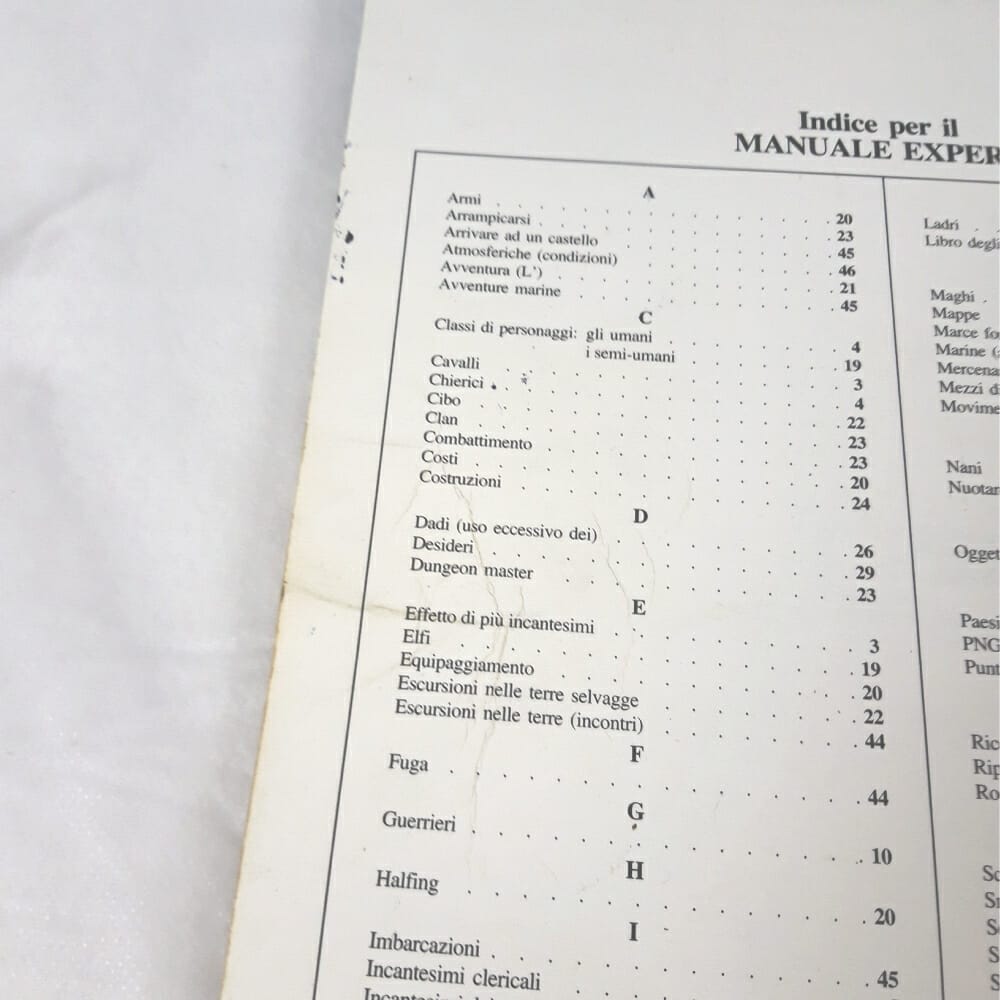 Indice per il
MANUALE EXPER
A
Armi . . . . . . . . . . 20
Arrampicarsi . . . . . . . . . . 23
Arrivare ad un castello . . . . . . . . 45
Atmosferiche (condizioni) . . . . . . . 46
Avventura (L') . . . . . . . . . 21
Avventure marine . . . . . . . . 45
C
Classi di personaggi: gli umani . . . . . . 4
i semi-umani . . . . . 19
Cavalli . . . . . . . . . . 3
Chierici . . . . . . . . . . 4
Cibo . . . . . . . . . . 22
Clan . . . . . . . . . . 23
Combattimento . . . . . . . . . 23
Costi . . . . . . . . . . 20
Costruzioni . . . . . . . . . . 24
D
Dadi (uso eccessivo dei) . . . . . . . 26
Desideri . . . . . . . . . . 29
Dungeon master . . . . . . . . . 23
E
Effetto di più incantesimi . . . . . . . 3
Elfi . . . . . . . . . . 19
Equipaggiamento . . . . . . . . . 20
Escursioni nelle terre selvagge . . . . . . 22
Escursioni nelle terre (incontri) . . . . . . 44
F
Fuga . . . . . . . . . . 44
G
Guerrieri . . . . . . . . . . 10
H
Halfing . . . . . . . . . . 20
I
Imbarcazioni . . . . . . . . . . 45
Incantesimi clericali . . . . . . . .
Ladri .
Libro degli
Maghi .
Mappe
Marce fo
Marine (
Mercena
Mezzi d
Movime
Nani
Nuotar
Ogget
Paesi
PNG
Punt
Ric
Rip
Ro